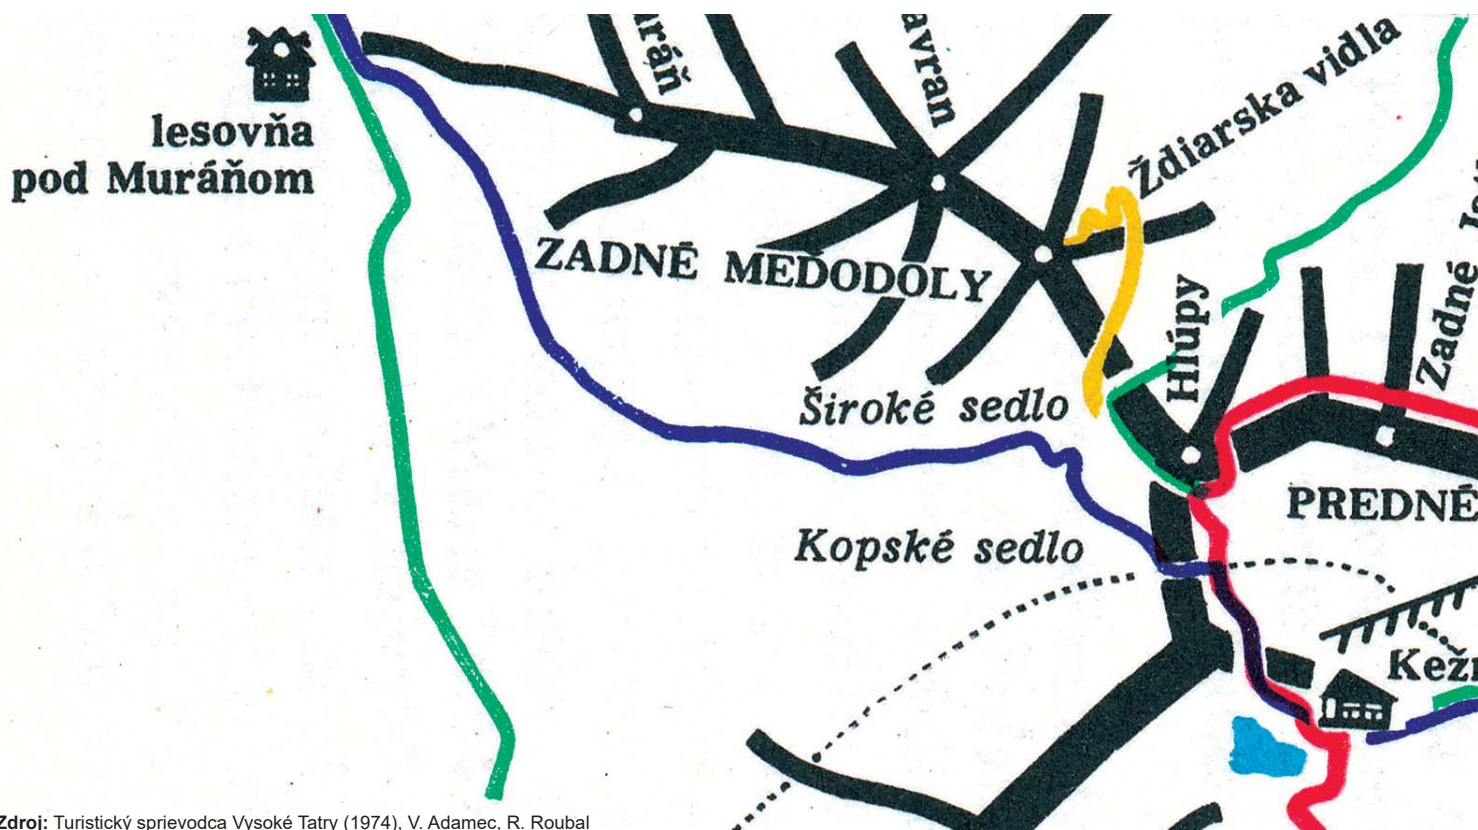 Ždiarska vidla
lesovňa
pod Muráňom
ZADNÉ MEĎODOLY
Hlúpy
Zadné
Široké sedlo
PREDNÉ
Kopské sedlo
Zdroj: Turistický sprievodca Vysoké Tatry (1974), V. Adamec, R. Roubal